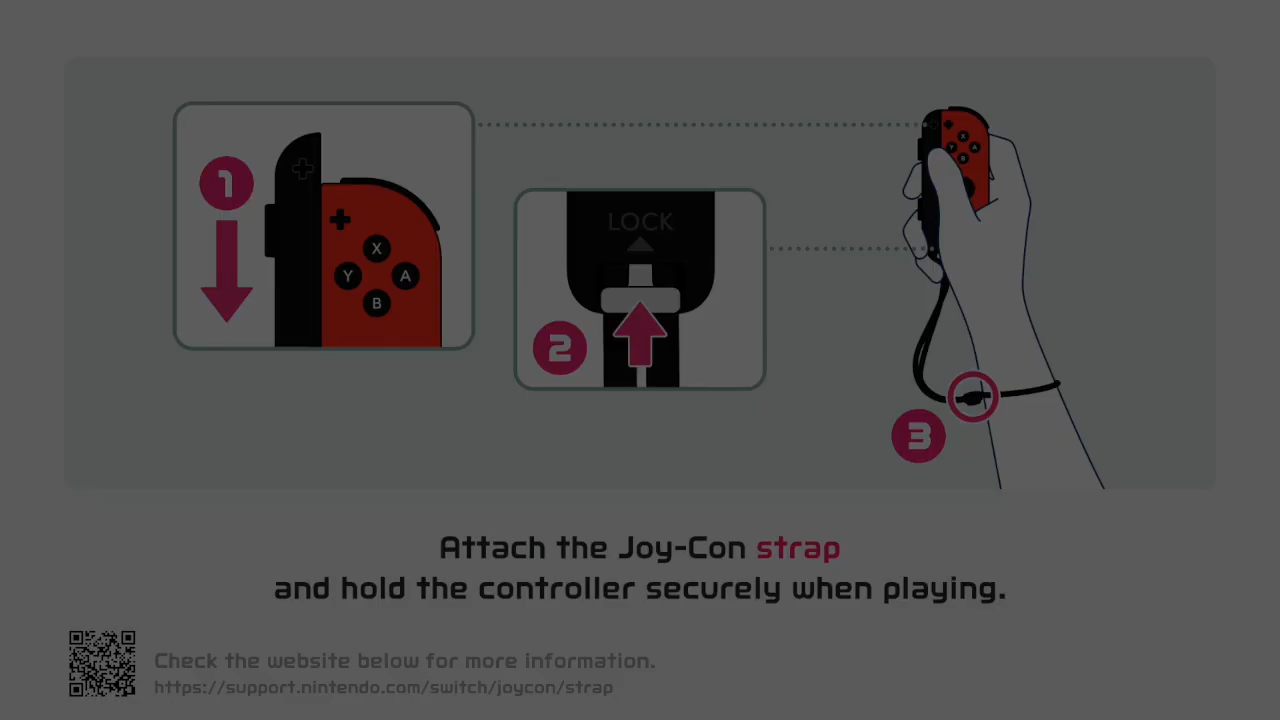 1
X
Y
A
B
LOCK
2
X
Y
A
B
3
Attach the Joy-Con strap
and hold the controller securely when playing.
Check the website below for more information.
https://support.nintendo.com/switch/joycon/strap